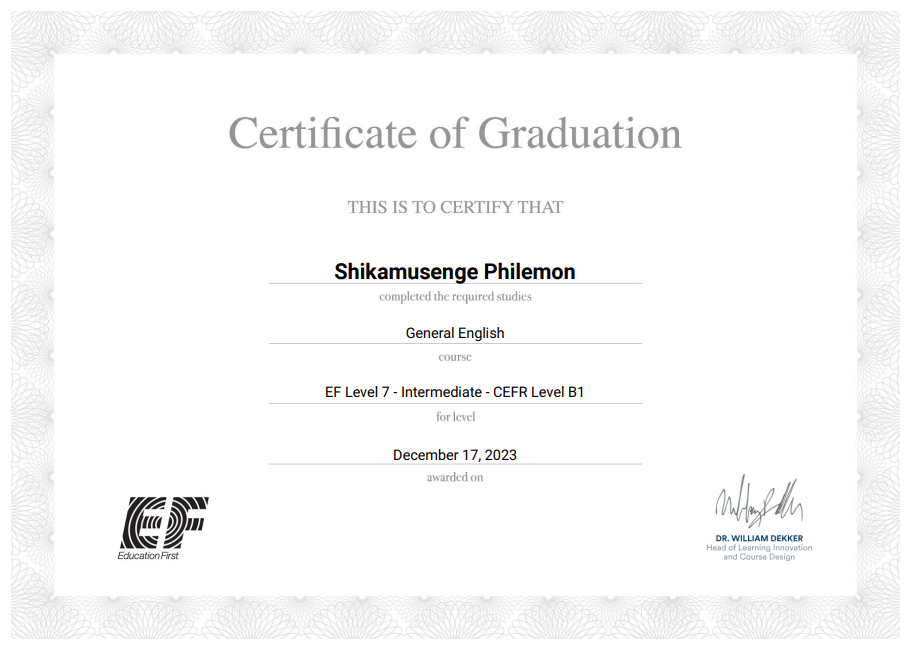 Certificate of Graduation
THIS IS TO CERTIFY THAT
Shikamusenge Philemon
completed the required studies
General English
course
EF Level 7 - Intermediate - CEFR Level B1
for level
December 17, 2023
awarded on
EF
Education First
DR. WILLIAM DEKKER
Head of Learning Innovation
and Course Design